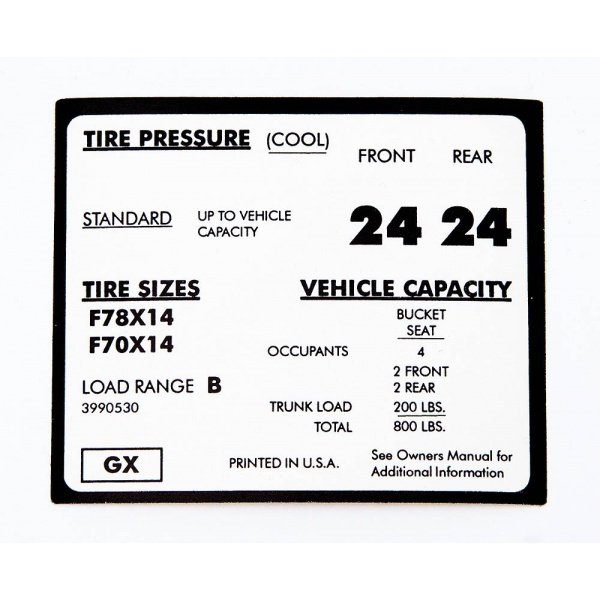 TIRE PRESSURE (COOL)
FRONT REAR
STANDARD UP TO VEHICLE CAPACITY 24 24
TIRE SIZES
F78X14
F70X14
LOAD RANGE B
3990530
VEHICLE CAPACITY
BUCKET
SEAT
OCCUPANTS 4
2 FRONT
2 REAR
TRUNK LOAD 200 LBS.
TOTAL 800 LBS.
GX
PRINTED IN U.S.A.
See Owners Manual for
Additional Information